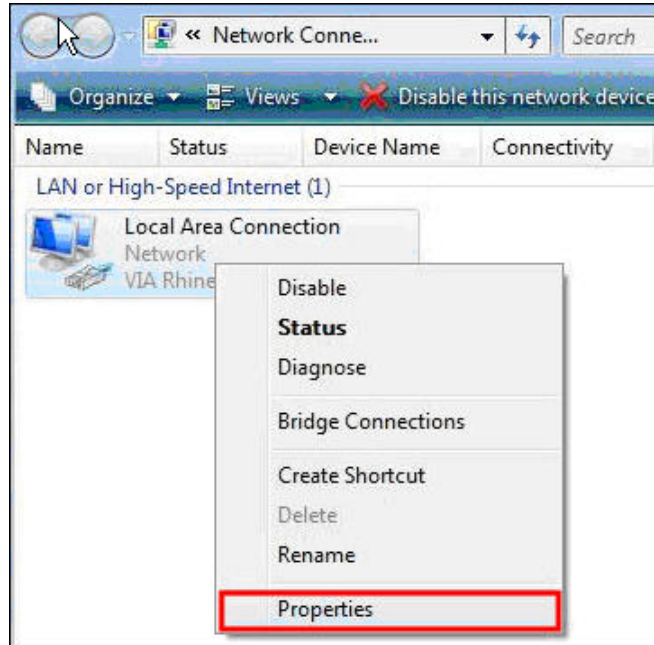 « Network Conne...
Search
Organize Views Disable this network device
Name Status Device Name Connectivity
LAN or High-Speed Internet (1)
Local Area Connection
Network
VIA Rhine
Disable
Status
Diagnose
Bridge Connections
Create Shortcut
Delete
Rename
Properties